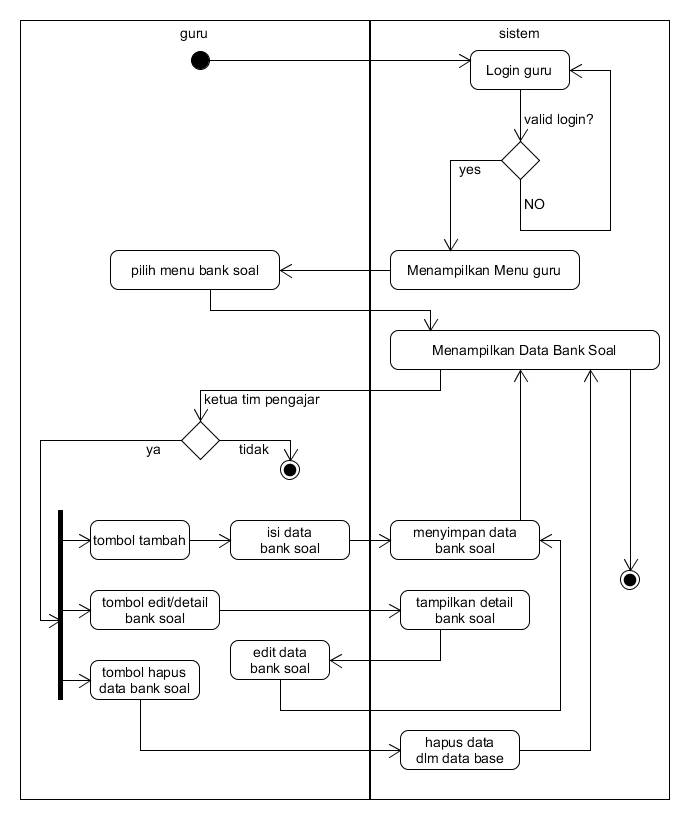 guru
sistem
Login guru
valid login?
yes
NO
pilih menu bank soal
Menampilkan Menu guru
Menampilkan Data Bank Soal
ketua tim pengajar
ya
tidak
tombol tambah
isi data
bank soal
menyimpan data
bank soal
tombol edit/detail
bank soal
tampilkan detail
bank soal
edit data
bank soal
tombol hapus
data bank soal
hapus data
dlm data base